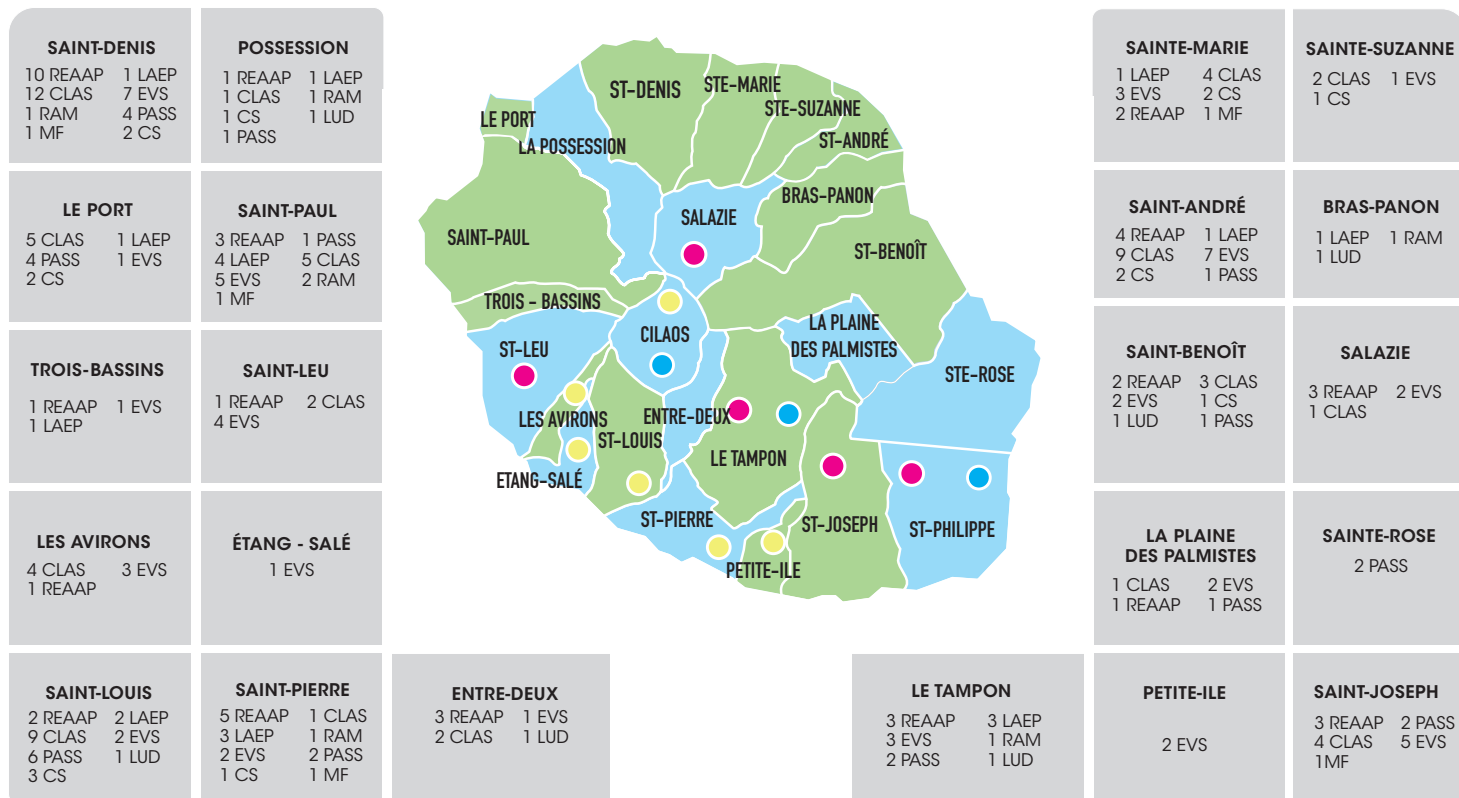 SAINT-DENIS
10 REAAP 1 LAEP
12 CLAS 7 EVS
1 RAM 4 PASS
1 MF 2 CS
POSSESSION
1 REAAP 1 LAEP
1 CLAS 1 RAM
1 CS 1 LUD
1 PASS
LE PORT
5 CLAS 1 LAEP
4 PASS 1 EVS
2 CS
SAINT-PAUL
3 REAAP 1 PASS
4 LAEP 5 CLAS
5 EVS 2 RAM
1 MF
TROIS-BASSINS
1 REAAP 1 EVS
1 LAEP
SAINT-LEU
1 REAAP 2 CLAS
4 EVS
LES AVIRONS
4 CLAS 3 EVS
1 REAAP
ÉTANG - SALÉ
1 EVS
SAINT-LOUIS
2 REAAP 2 LAEP
9 CLAS 2 EVS
6 PASS 1 LUD
3 CS
SAINT-PIERRE
5 REAAP 1 CLAS
3 LAEP 1 RAM
2 EVS 2 PASS
1 CS 1 MF
ENTRE-DEUX
3 REAAP 1 EVS
2 CLAS 1 LUD
ST-DENIS
STE-MARIE
STE-SUZANNE
LE PORT
ST-ANDRÉ
LA POSSESSION
BRAS-PANON
SALAZIE
SAINT-PAUL
ST-BENOÎT
TROIS - BASSINS
LA PLAINE
DES PALMISTES
CILAOS
ST-LEU
STE-ROSE
LES AVIRONS
ENTRE-DEUX
ST-LOUIS
LE TAMPON
ETANG-SALÉ
ST-PIERRE
ST-JOSEPH
ST-PHILIPPE
PETITE-ILE
SAINTE-MARIE
1 LAEP 4 CLAS
3 EVS 2 CS
2 REAAP 1 MF
SAINTE-SUZANNE
2 CLAS 1 EVS
1 CS
SAINT-ANDRÉ
4 REAAP 1 LAEP
9 CLAS 7 EVS
2 CS 1 PASS
BRAS-PANON
1 LAEP 1 RAM
1 LUD
SAINT-BENOÎT
2 REAAP 3 CLAS
2 EVS 1 CS
1 LUD 1 PASS
SALAZIE
3 REAAP 2 EVS
1 CLAS
LA PLAINE
DES PALMISTES
1 CLAS 2 EVS
1 REAAP 1 PASS
SAINTE-ROSE
2 PASS
LE TAMPON
3 REAAP 3 LAEP
3 EVS 1 RAM
2 PASS 1 LUD
PETITE-ILE
2 EVS
SAINT-JOSEPH
3 REAAP 2 PASS
4 CLAS 5 EVS
1MF